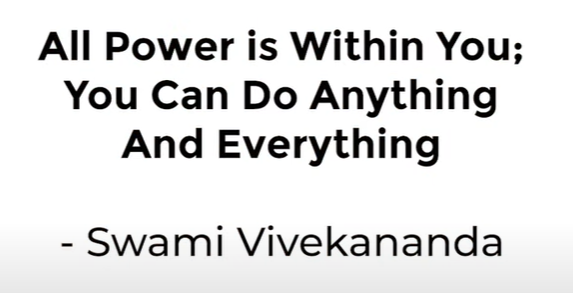 All Power is Within You;
You Can Do Anything
And Everything
- Swami Vivekananda